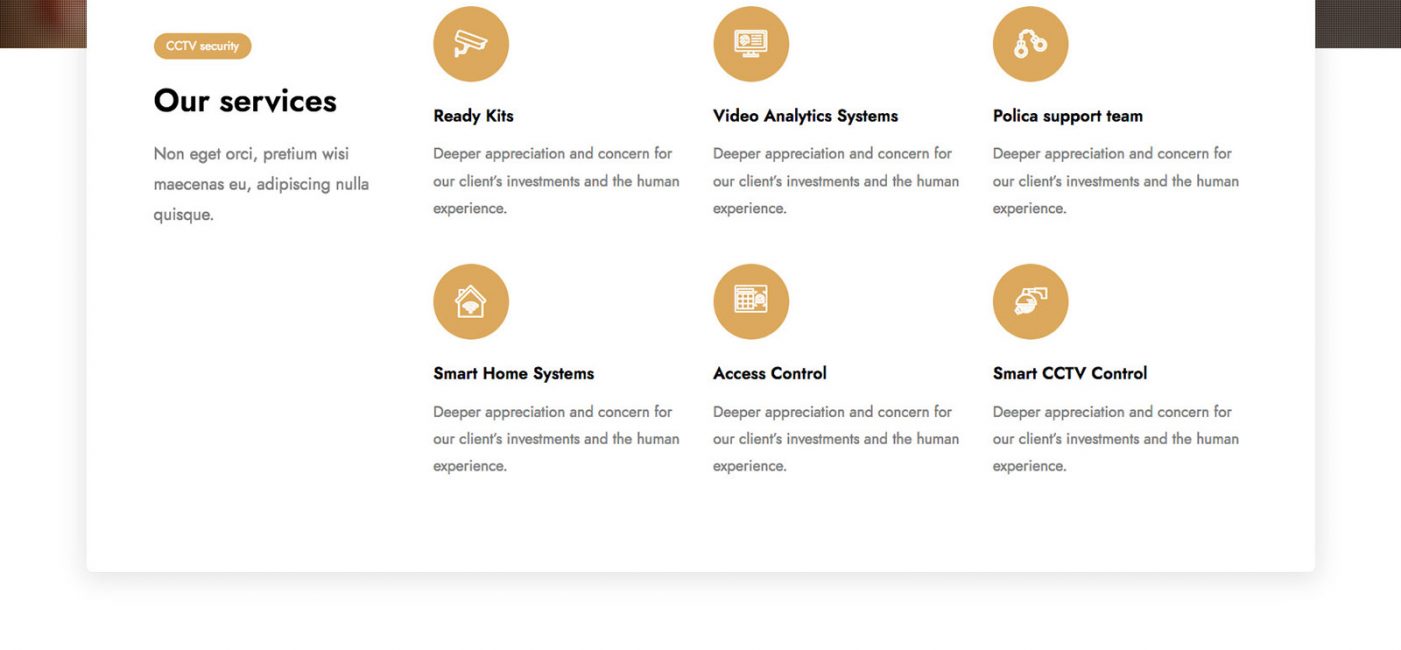 CCTV security
Our services
Non eget orci, pretium wisi
maecenas eu, adipiscing nulla
quisque.
Ready Kits
Deeper appreciation and concern for
our client’s investments and the human
experience.
Video Analytics Systems
Deeper appreciation and concern for
our client’s investments and the human
experience.
Polica support team
Deeper appreciation and concern for
our client’s investments and the human
experience.
Smart Home Systems
Deeper appreciation and concern for
our client’s investments and the human
experience.
Access Control
Deeper appreciation and concern for
our client’s investments and the human
experience.
Smart CCTV Control
Deeper appreciation and concern for
our client’s investments and the human
experience.